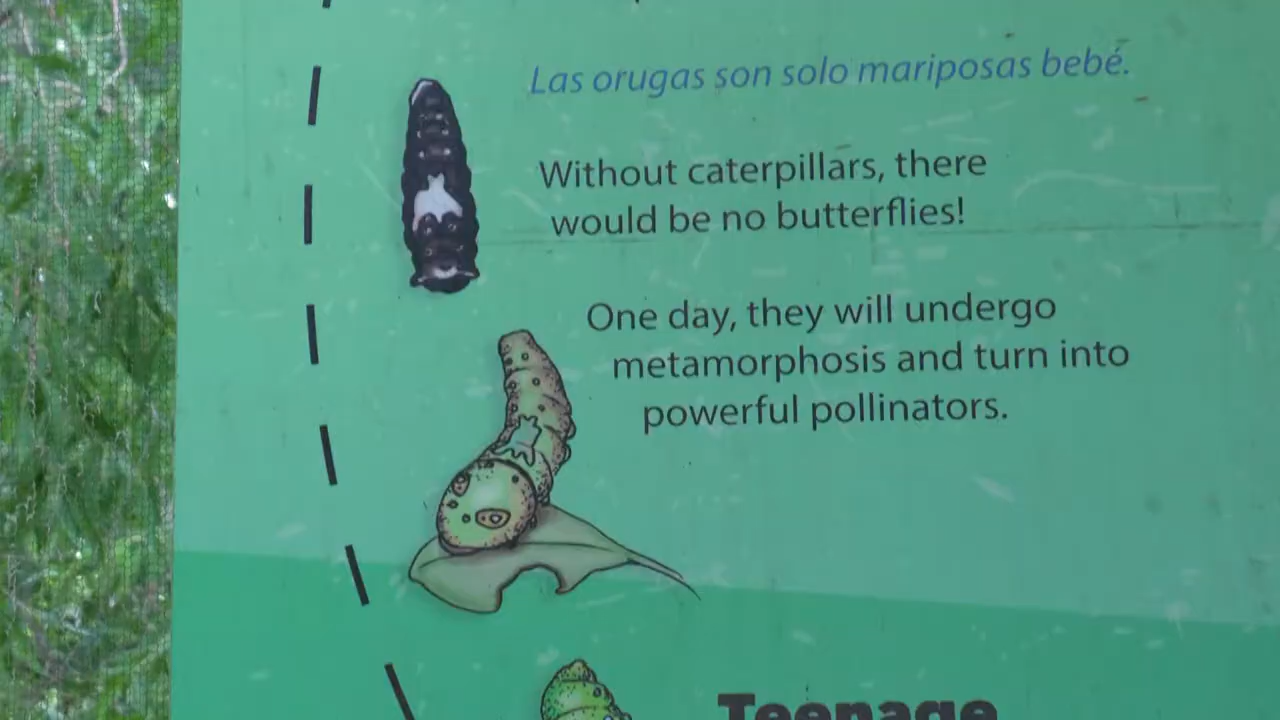 Las orugas son solo mariposas bebé.
Without caterpillars, there
would be no butterflies!
One day, they will undergo
metamorphosis and turn into
powerful pollinators.
Teenage